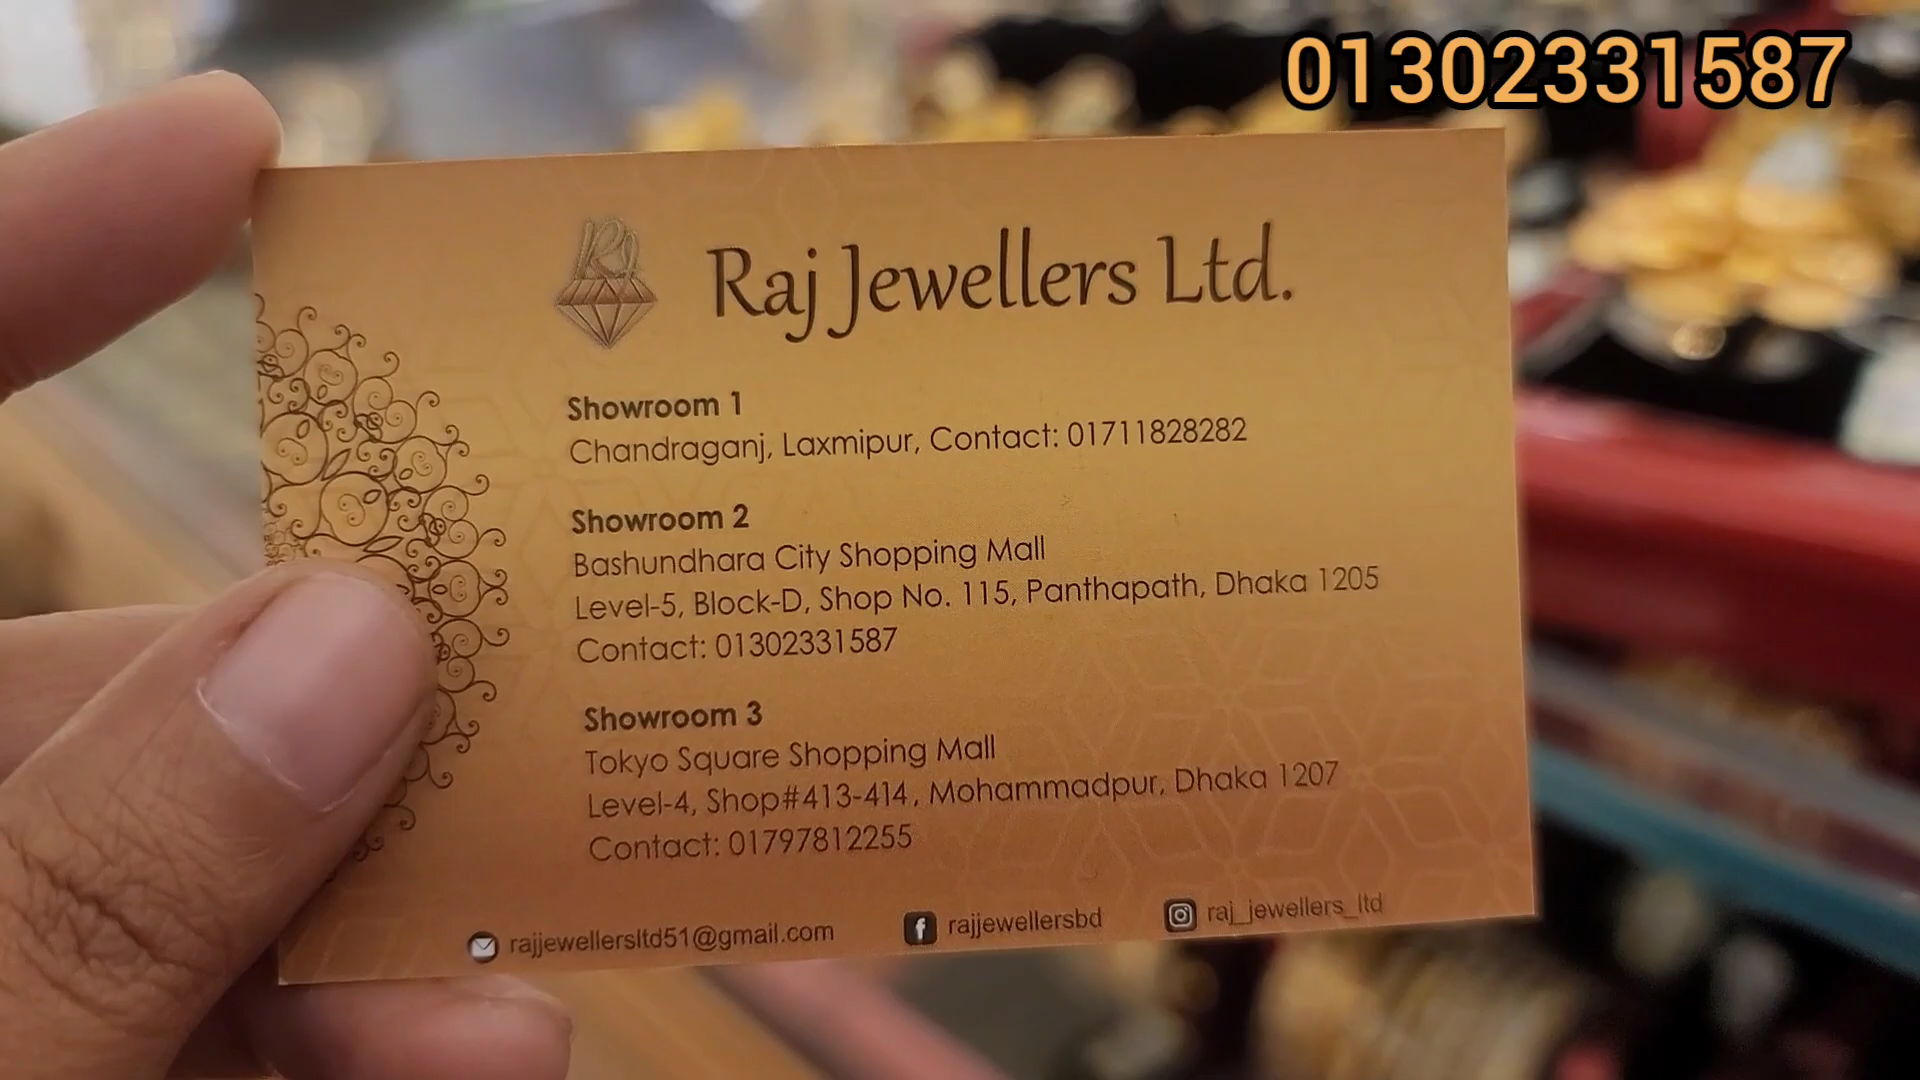 01302331587
RJ
Raj Jewellers Ltd.
Showroom 1
Chandraganj, Laxmipur, Contact: 01711828282
Showroom 2
Bashundhara City Shopping Mall
Level-5, Block-D, Shop No. 115, Panthapath, Dhaka 1205
Contact: 01302331587
Showroom 3
Tokyo Square Shopping Mall
Level-4, Shop#413-414, Mohammadpur, Dhaka 1207
Contact: 01797812255
rajjewellersltd51@gmail.com
rajjewellersbd
raj_jewellers_ltd